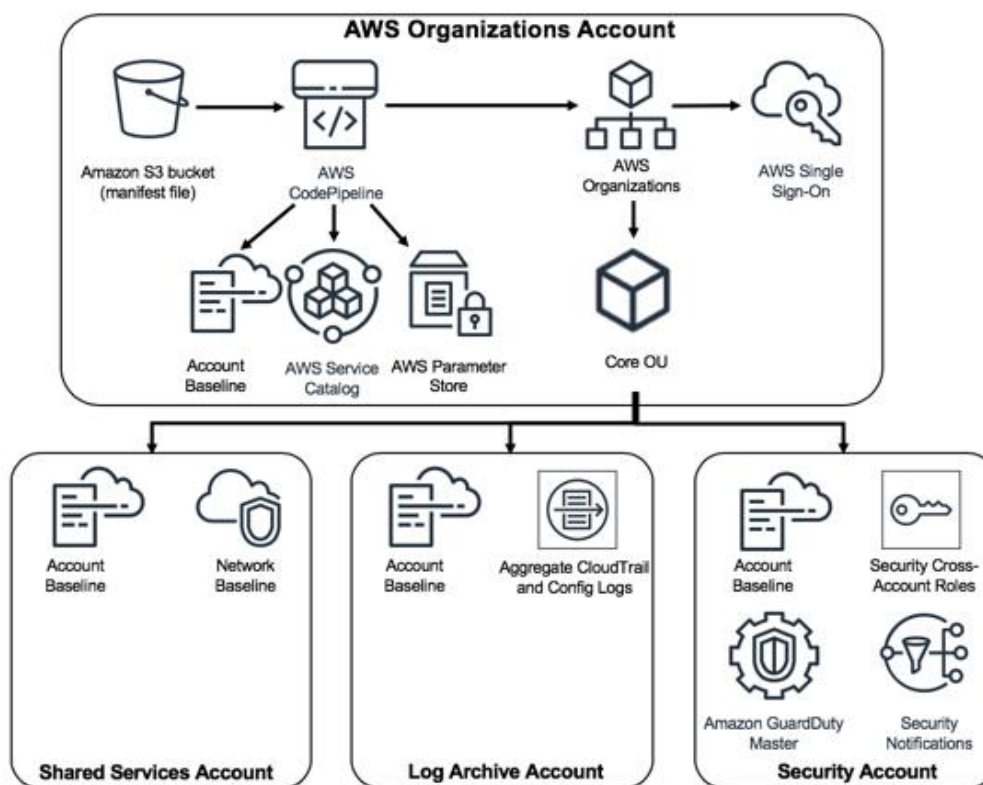 AWS Organizations Account
Amazon S3 bucket
(manifest file)
</>
AWS
CodePipeline
AWS
Organizations
AWS Single
Sign-On
Account
Baseline
AWS Service
Catalog
AWS Parameter
Store
Core OU
Account
Baseline
Network
Baseline
Shared Services Account
Account
Baseline
Aggregate CloudTrail
and Config Logs
Log Archive Account
Account
Baseline
Security Cross-
Account Roles
Amazon GuardDuty
Master
Security
Notifications
Security Account